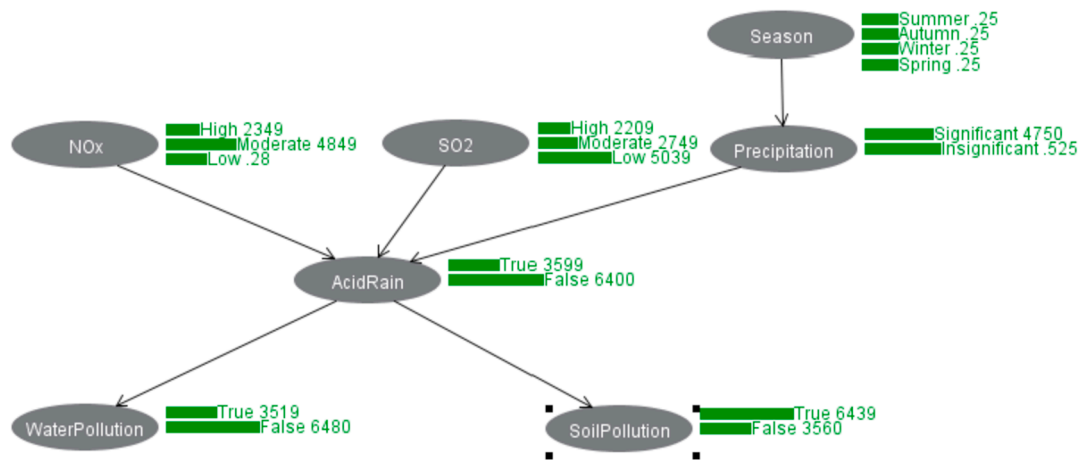 Season
Summer .25
Autumn .25
Winter .25
Spring .25
NOx
High 2349
Moderate 4849
Low .28
SO2
High 2209
Moderate 2749
Low 5039
Precipitation
Significant 4750
Insignificant .525
AcidRain
True 3599
False 6400
WaterPollution
True 3519
False 6480
SoilPollution
True 6439
False 3560